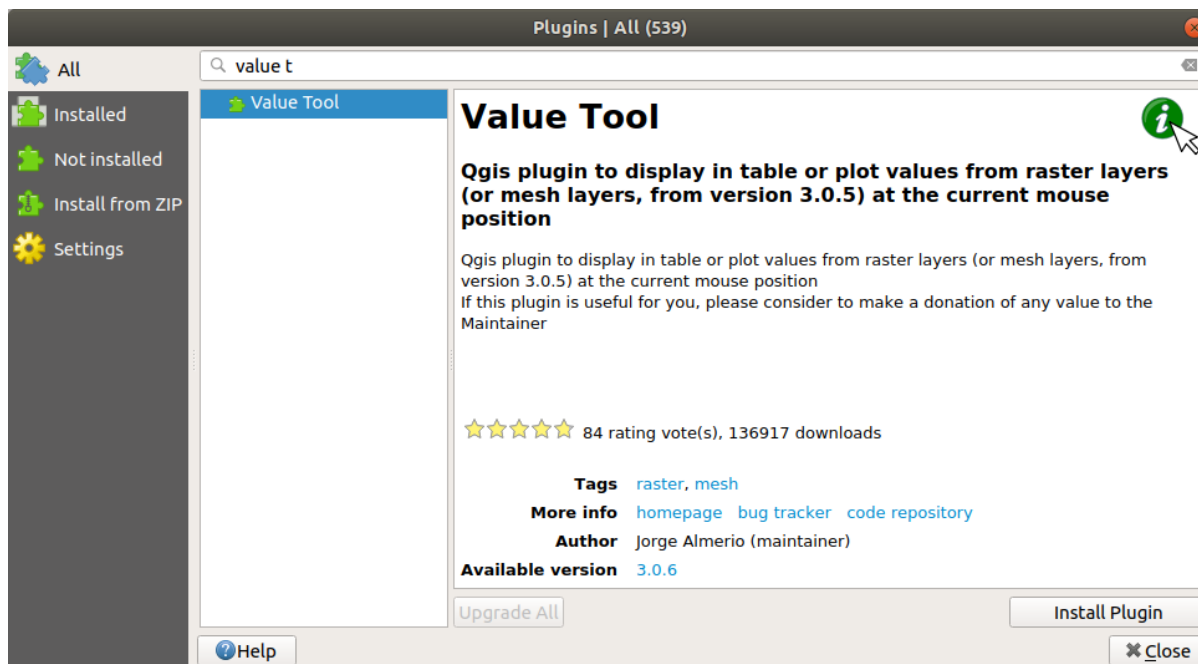 Plugins | All (539)
All
Installed
Not installed
Install from ZIP
Settings
value t
Value Tool
Value Tool
Qgis plugin to display in table or plot values from raster layers
(or mesh layers, from version 3.0.5) at the current mouse
position
Qgis plugin to display in table or plot values from raster layers (or mesh layers, from
version 3.0.5) at the current mouse position
If this plugin is useful for you, please consider to make a donation of any value to the
Maintainer
84 rating vote(s), 136917 downloads
Tags raster, mesh
More info homepage bug tracker code repository
Author Jorge Almerio (maintainer)
Available version 3.0.6
Upgrade All
Install Plugin
Help
Close